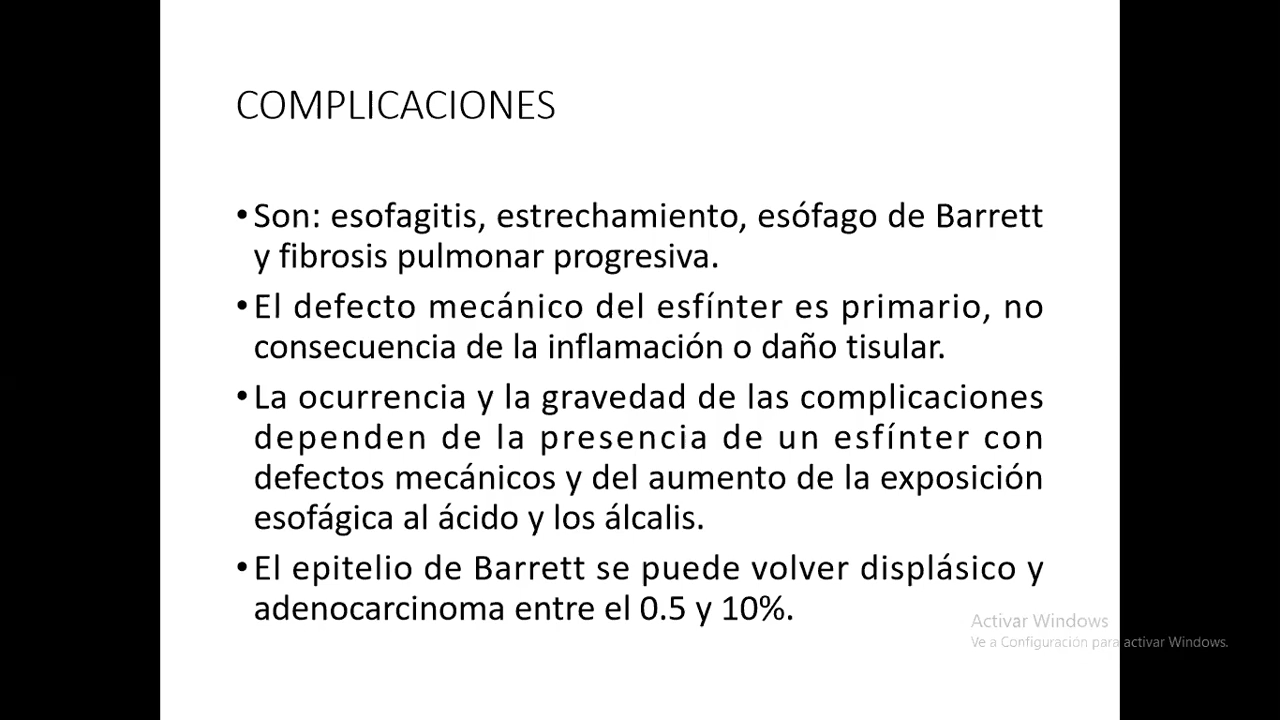 COMPLICACIONES
•Son: esofagitis, estrechamiento, esófago de Barrett
y fibrosis pulmonar progresiva.
•El defecto mecánico del esfínter es primario, no
consecuencia de la inflamación o daño tisular.
•La ocurrencia y la gravedad de las complicaciones
dependen de la presencia de un esfínter con
defectos mecánicos y del aumento de la exposición
esofágica al ácido y los álcalis.
•El epitelio de Barrett se puede volver displásico y
adenocarcinoma entre el 0.5 y 10%.
Activar Windows
Ve a Configuración para activar Windows.